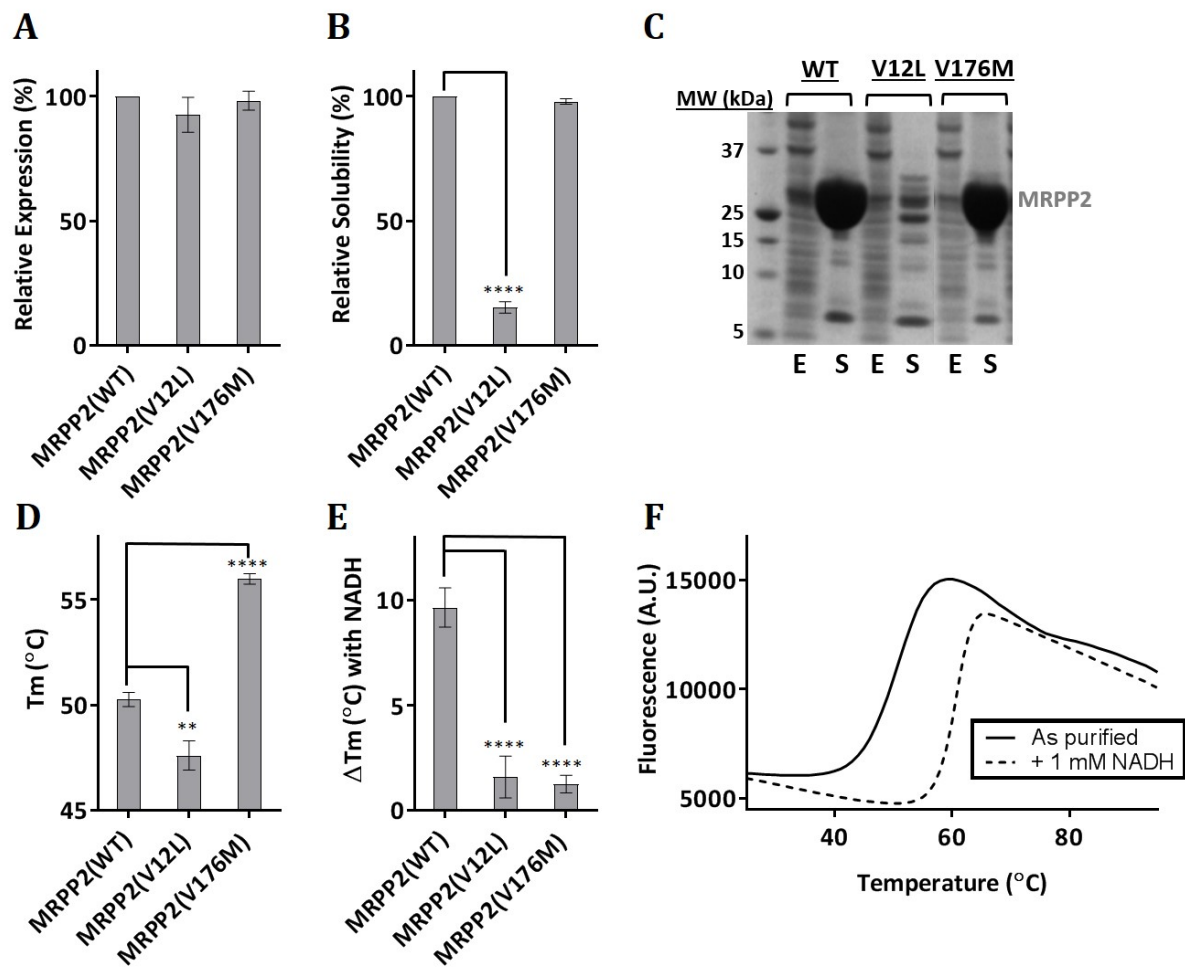 A
Relative Expression (%)
100
50
0
MRPP2(WT)
MRPP2(V12L)
MRPP2(V176M)
B
Relative Solubility (%)
100
50
0
****
MRPP2(WT)
MRPP2(V12L)
MRPP2(V176M)
C
WT V12L V176M
MW (kDa)
37
25
15
10
5
MRPP2
E S E S E S
D
Tm (°C)
55
50
45
**
****
MRPP2(WT)
MRPP2(V12L)
MRPP2(V176M)
E
ΔTm (°C) with NADH
10
5
0
****
****
MRPP2(WT)
MRPP2(V12L)
MRPP2(V176M)
F
Fluorescence (A.U.)
15000
10000
5000
As purified
+ 1 mM NADH
40 60 80
Temperature (°C)